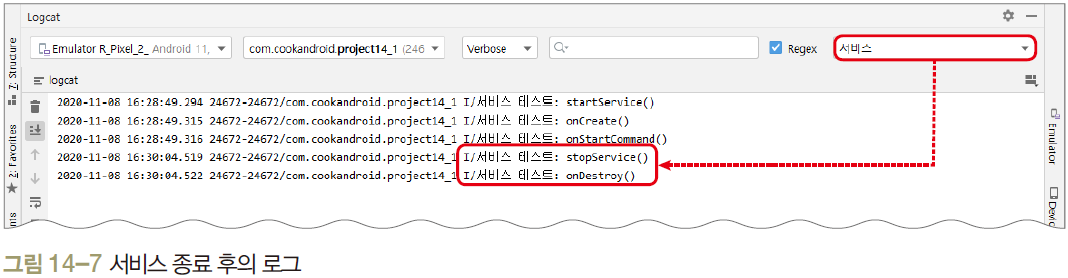 Logcat
Emulator R_Pixel_2_ Android 11,
com.cookandroid.project14_1 (246
Verbose
Regex
서비스
logcat
2020-11-08 16:28:49.294 24672-24672/com.cookandroid.project14_1 I/서비스 테스트: startService()
2020-11-08 16:28:49.315 24672-24672/com.cookandroid.project14_1 I/서비스 테스트: onCreate()
2020-11-08 16:28:49.316 24672-24672/com.cookandroid.project14_1 I/서비스 테스트: onStartCommand()
2020-11-08 16:30:04.519 24672-24672/com.cookandroid.project14_1 I/서비스 테스트: stopService()
2020-11-08 16:30:04.522 24672-24672/com.cookandroid.project14_1 I/서비스 테스트: onDestroy()
7: Structure
2: Favorites
Emulator
그림 14-7 서비스 종료 후의 로그